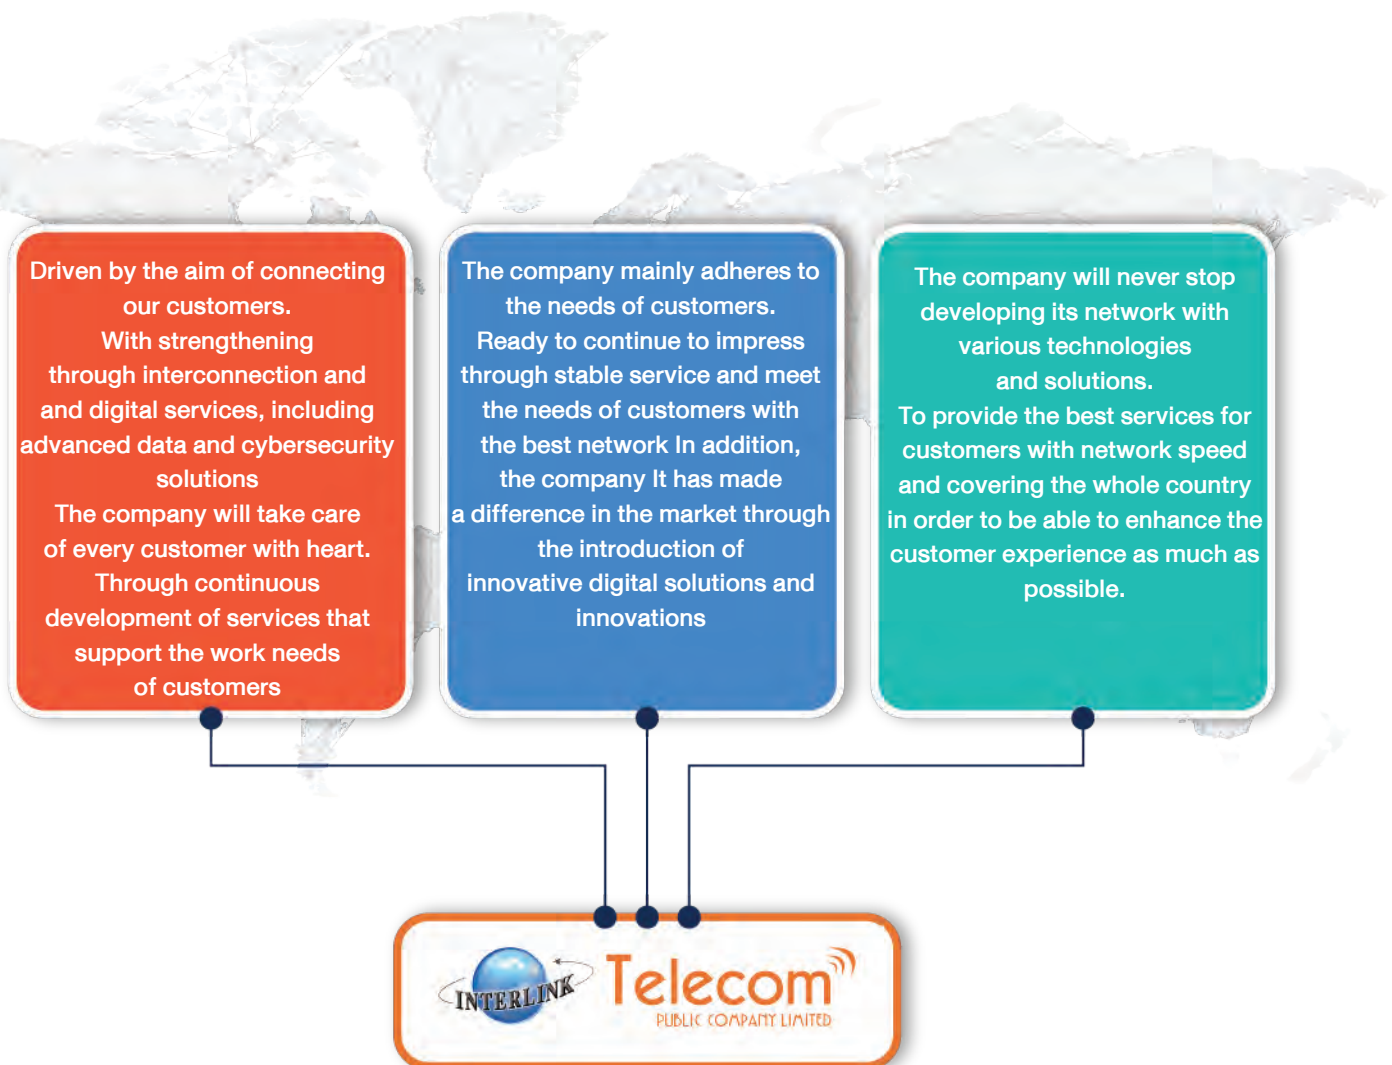 Driven by the aim of connecting
our customers.
With strengthening
through interconnection and
and digital services, including
advanced data and cybersecurity
solutions
The company will take care
of every customer with heart.
Through continuous
development of services that
support the work needs
of customers
The company mainly adheres to
the needs of customers.
Ready to continue to impress
through stable service and meet
the needs of customers with
the best network In addition,
the company It has made
a difference in the market through
the introduction of
innovative digital solutions and
innovations
The company will never stop
developing its network with
various technologies
and solutions.
To provide the best services for
customers with network speed
and covering the whole country
in order to be able to enhance the
customer experience as much as
possible.
INTERLINK
Telecom
PUBLIC COMPANY LIMITED